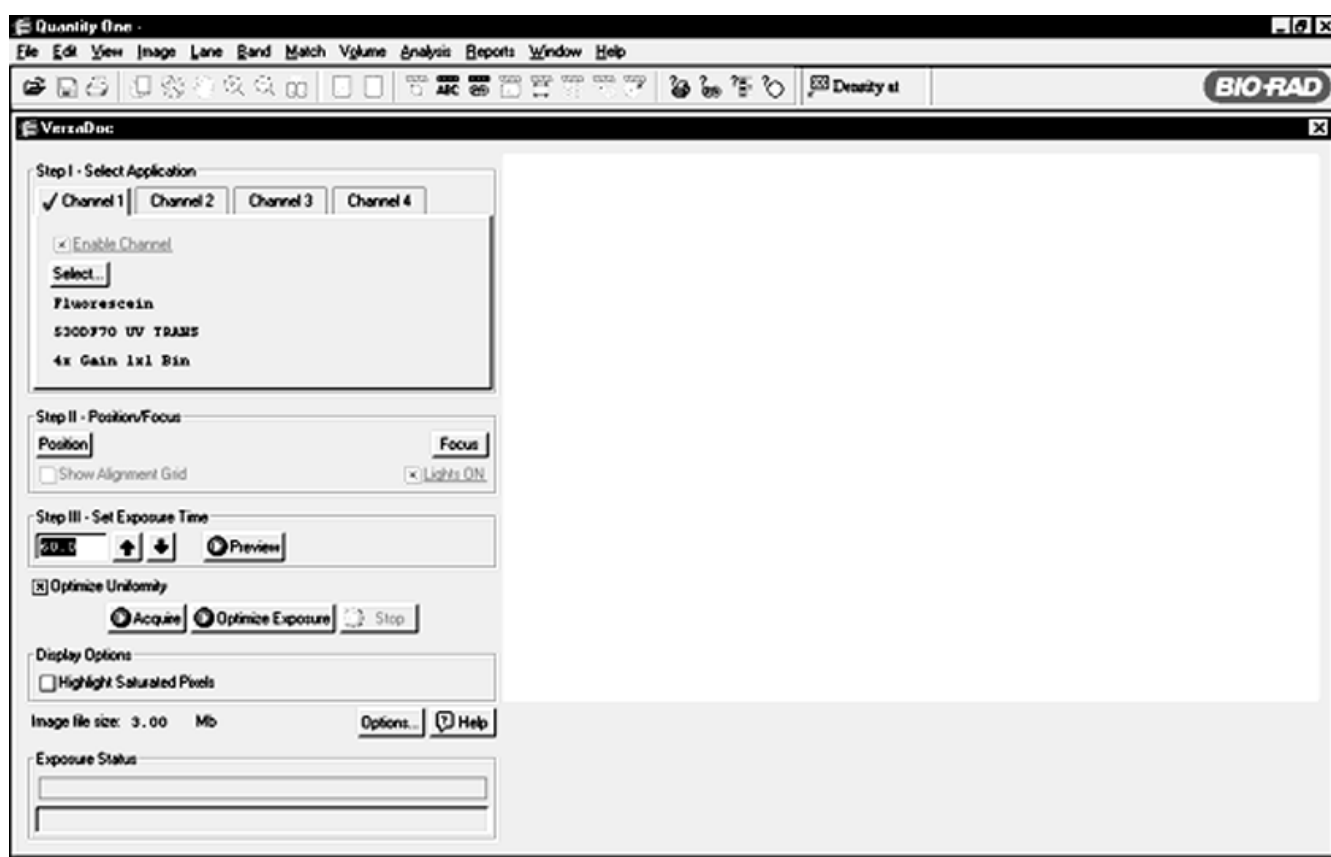 Quantity One -
File Edit View Image Lane Band Match Volume Analysis Reports Window Help
ABC Density at BIO-RAD
VersaDoc
Step I - Select Application
Channel 1 Channel 2 Channel 3 Channel 4
Enable Channel
Select...
Fluorescein
530DF70 UV TRANS
4x Gain 1x1 Bin
Step II - Position/Focus
Position Focus
Show Alignment Grid Lights ON
Step III - Set Exposure Time
60.0 Preview
Optimize Uniformity
Acquire Optimize Exposure Stop
Display Options
Highlight Saturated Pixels
Image file size: 3.00 Mb Options... Help
Exposure Status